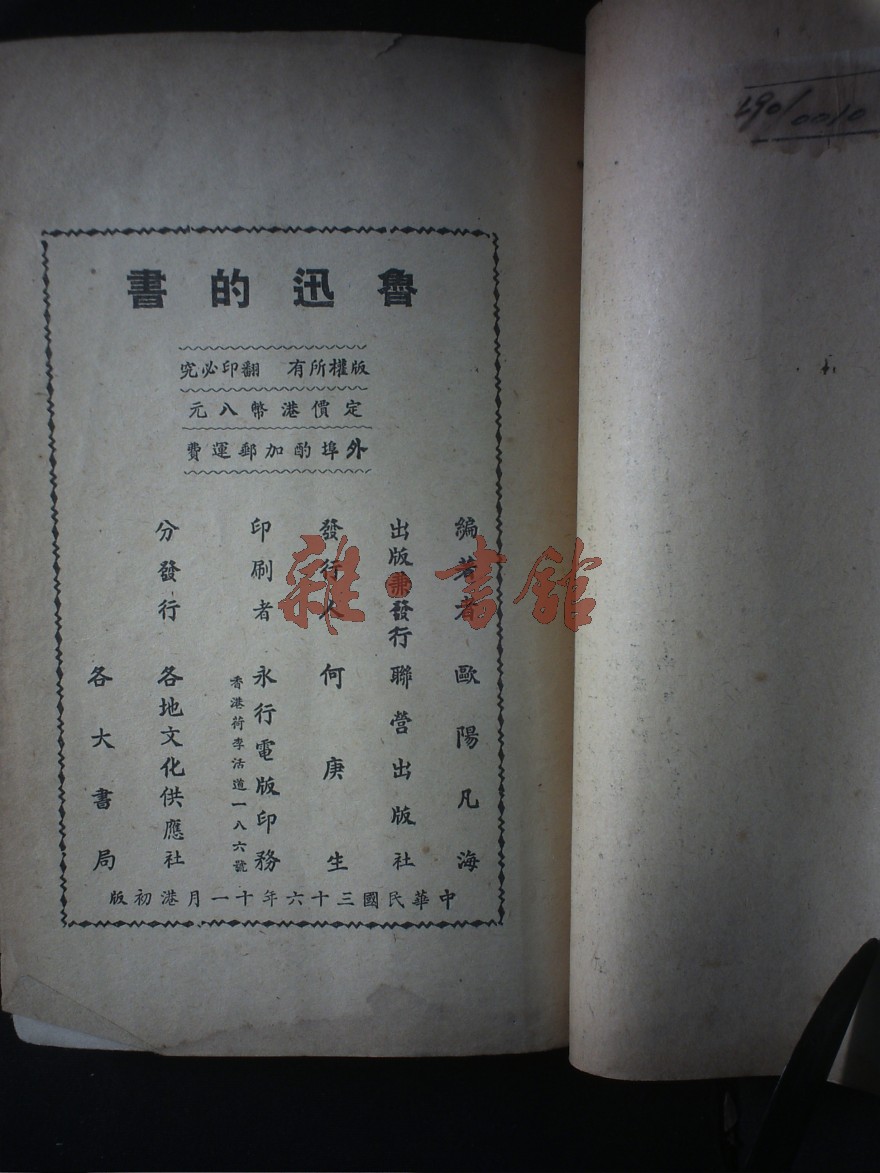 魯迅的書
版權所有 翻印必究
定價港幣八元
外埠酌加郵運費
編著者 歐陽凡海
出版兼發行 聯營出版社
發行人 何庚生
印刷者 永行電版印務
香港荷李活道一八六號
分發行 各地文化供應社
各大書局
中華民國三十六年十一月港初版
雜·書館
490/0010